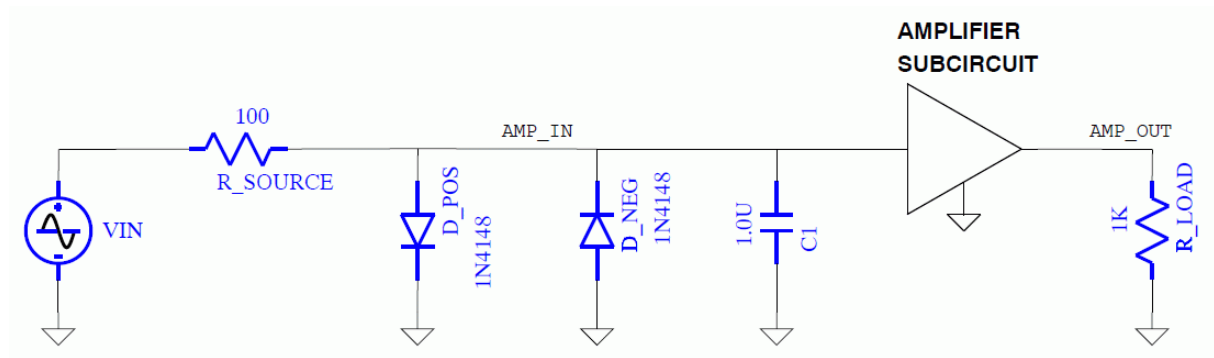 AMPLIFIER
SUBCIRCUIT
100
AMP_IN
AMP_OUT
R_SOURCE
VIN
D_POS
1N4148
D_NEG
1N4148
1.0U
C1
1K
R_LOAD